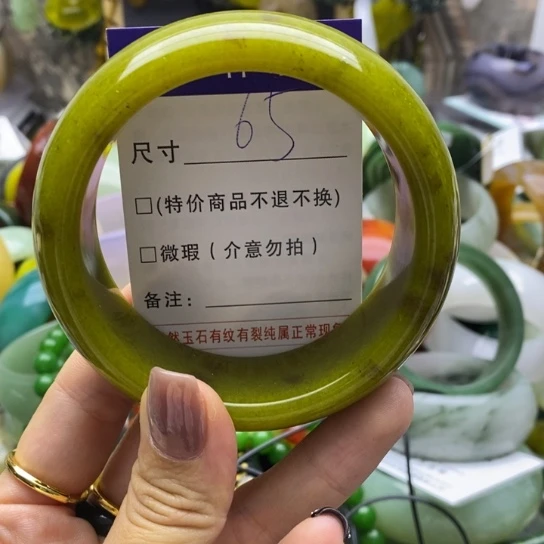 尺寸 65
□(特价商品不退不换)
□微瑕(介意勿拍)
备注:
然玉石有纹有裂纯属正常现